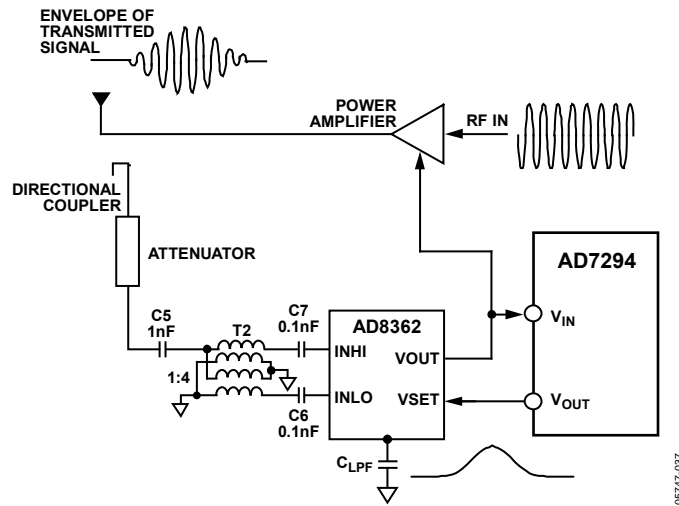 ENVELOPE OF
TRANSMITTED
SIGNAL
POWER
AMPLIFIER
RF IN
DIRECTIONAL
COUPLER
ATTENUATOR
AD7294
C5
1nF
T2
C7
0.1nF
AD8362
INHI
VOUT
VIN
1:4
INLO
VSET
VOUT
C6
0.1nF
CLPF
05747-037